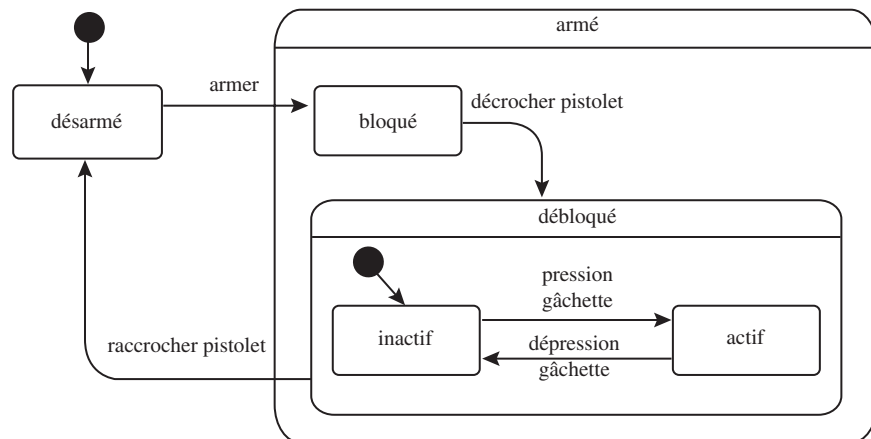 armé
armer
désarmé
bloqué
décrocher pistolet
débloqué
pression
gâchette
inactif
actif
dépression
gâchette
raccrocher pistolet